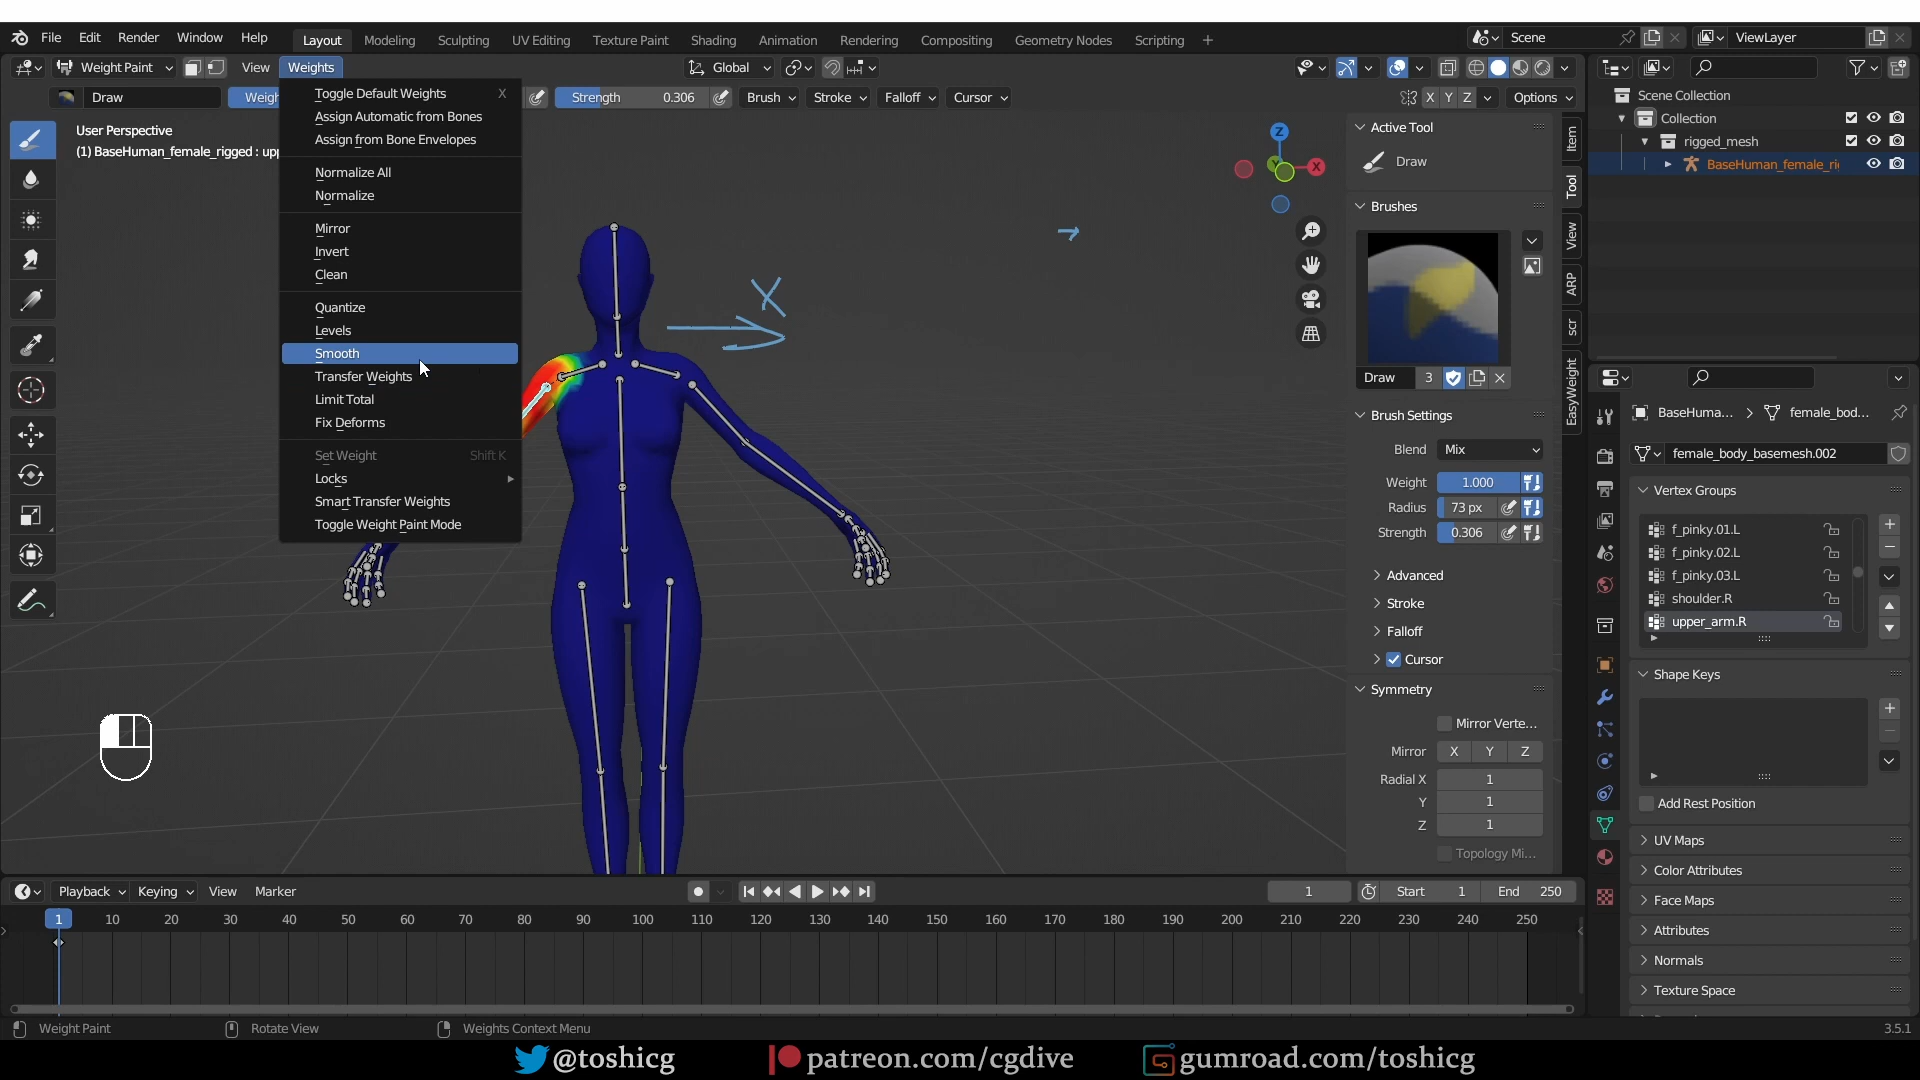 File Edit Render Window Help Layout Modeling Sculpting UV Editing Texture Paint Shading Animation Rendering Compositing Geometry Nodes Scripting + Scene ViewLayer
Weight Paint View Weights Global
Draw Weigh Strength 0.306 Brush Stroke Falloff Cursor X Y Z Options
User Perspective
(1) BaseHuman_female_rigged : upp
Toggle Default Weights X
Assign Automatic from Bones
Assign from Bone Envelopes
Normalize All
Normalize
Mirror
Invert
Clean
Quantize
Levels
Smooth
Transfer Weights
Limit Total
Fix Deforms
Set Weight Shift K
Locks
Smart Transfer Weights
Toggle Weight Paint Mode
X
Z
X
Active Tool
Draw
Brushes
Draw 3
Brush Settings
Blend Mix
Weight 1.000
Radius 73 px
Strength 0.306
Advanced
Stroke
Falloff
Cursor
Symmetry
Mirror Verte...
Mirror X Y Z
Radial X 1
Y 1
Z 1
Topology Mi...
Item
Tool
View
ARP
scr
EasyWeight
Scene Collection
Collection
rigged_mesh
BaseHuman_female_ri
BaseHuma... > female_bod...
female_body_basemesh.002
Vertex Groups
f_pinky.01.L
f_pinky.02.L
f_pinky.03.L
shoulder.R
upper_arm.R
Shape Keys
Add Rest Position
UV Maps
Color Attributes
Face Maps
Attributes
Normals
Texture Space
Playback Keying View Marker 1 Start 1 End 250
1 10 20 30 40 50 60 70 80 90 100 110 120 130 140 150 160 170 180 190 200 210 220 230 240 250
Weight Paint Rotate View Weights Context Menu 3.5.1
@toshicg patreon.com/cgdive gumroad.com/toshicg